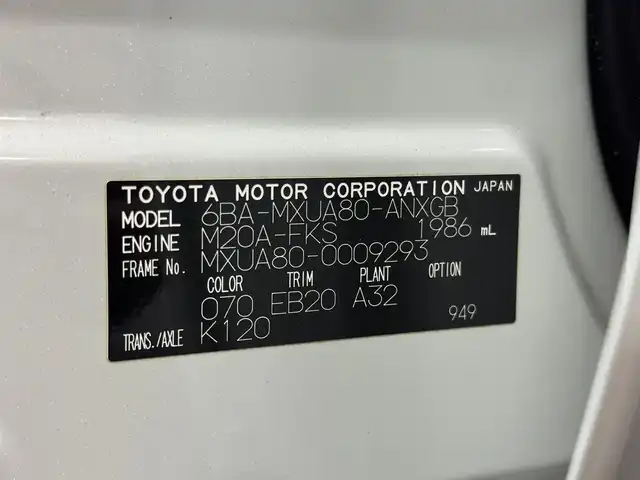 TOYOTA MOTOR CORPORATION JAPAN
MODEL 6BA-MXUA80-ANXGB
ENGINE M20A-FKS 1986 mL
FRAME No. MXUA80-0009293
COLOR TRIM PLANT OPTION
070 EB20 A32
TRANS./AXLE K120 949